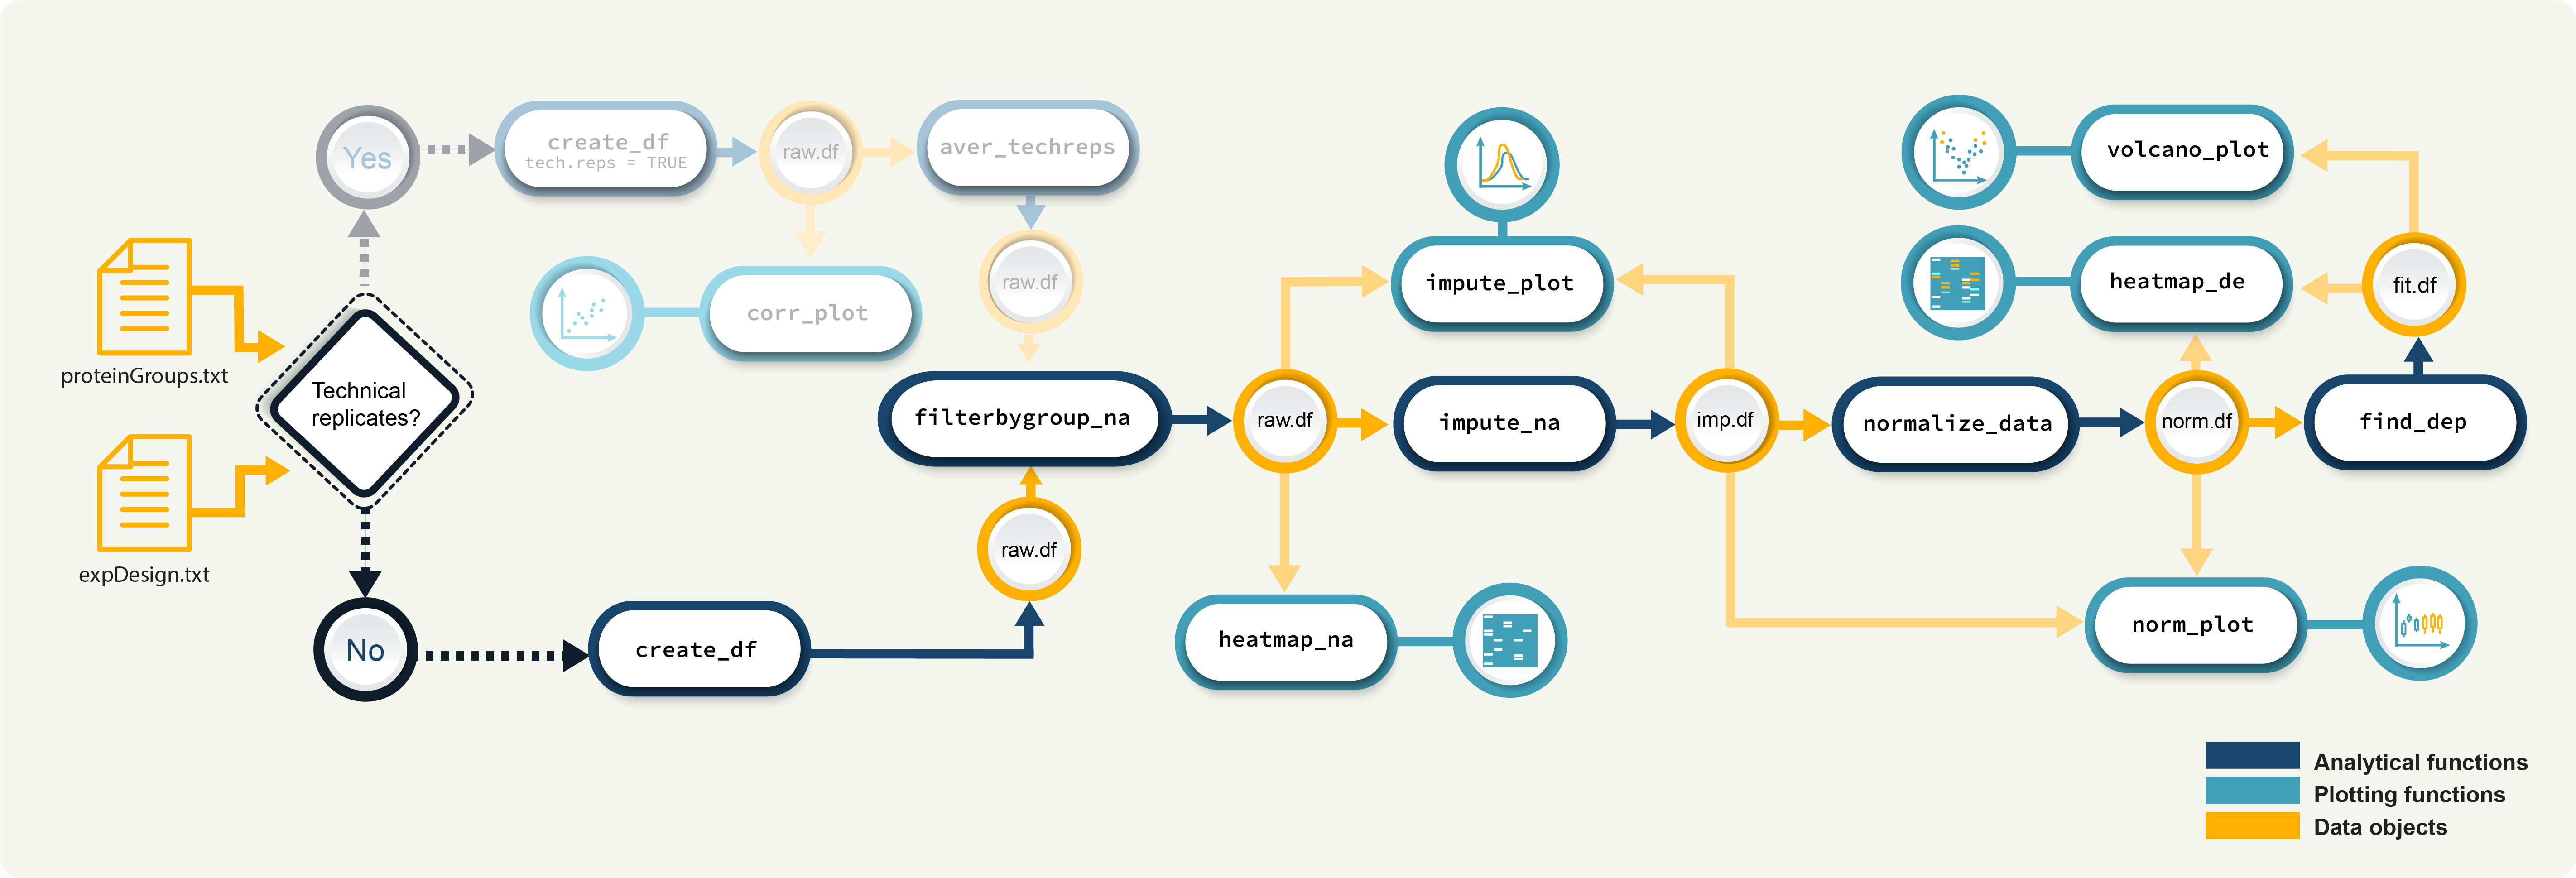 proteinGroups.txt
expDesign.txt
Technical
replicates?
Yes
create_df
tech.reps = TRUE
raw.df
aver_techreps
corr_plot
raw.df
No
create_df
raw.df
filterbygroup_na
raw.df
impute_plot
impute_na
heatmap_na
imp.df
normalize_data
norm.df
norm_plot
find_dep
fit.df
volcano_plot
heatmap_de
Analytical functions
Plotting functions
Data objects